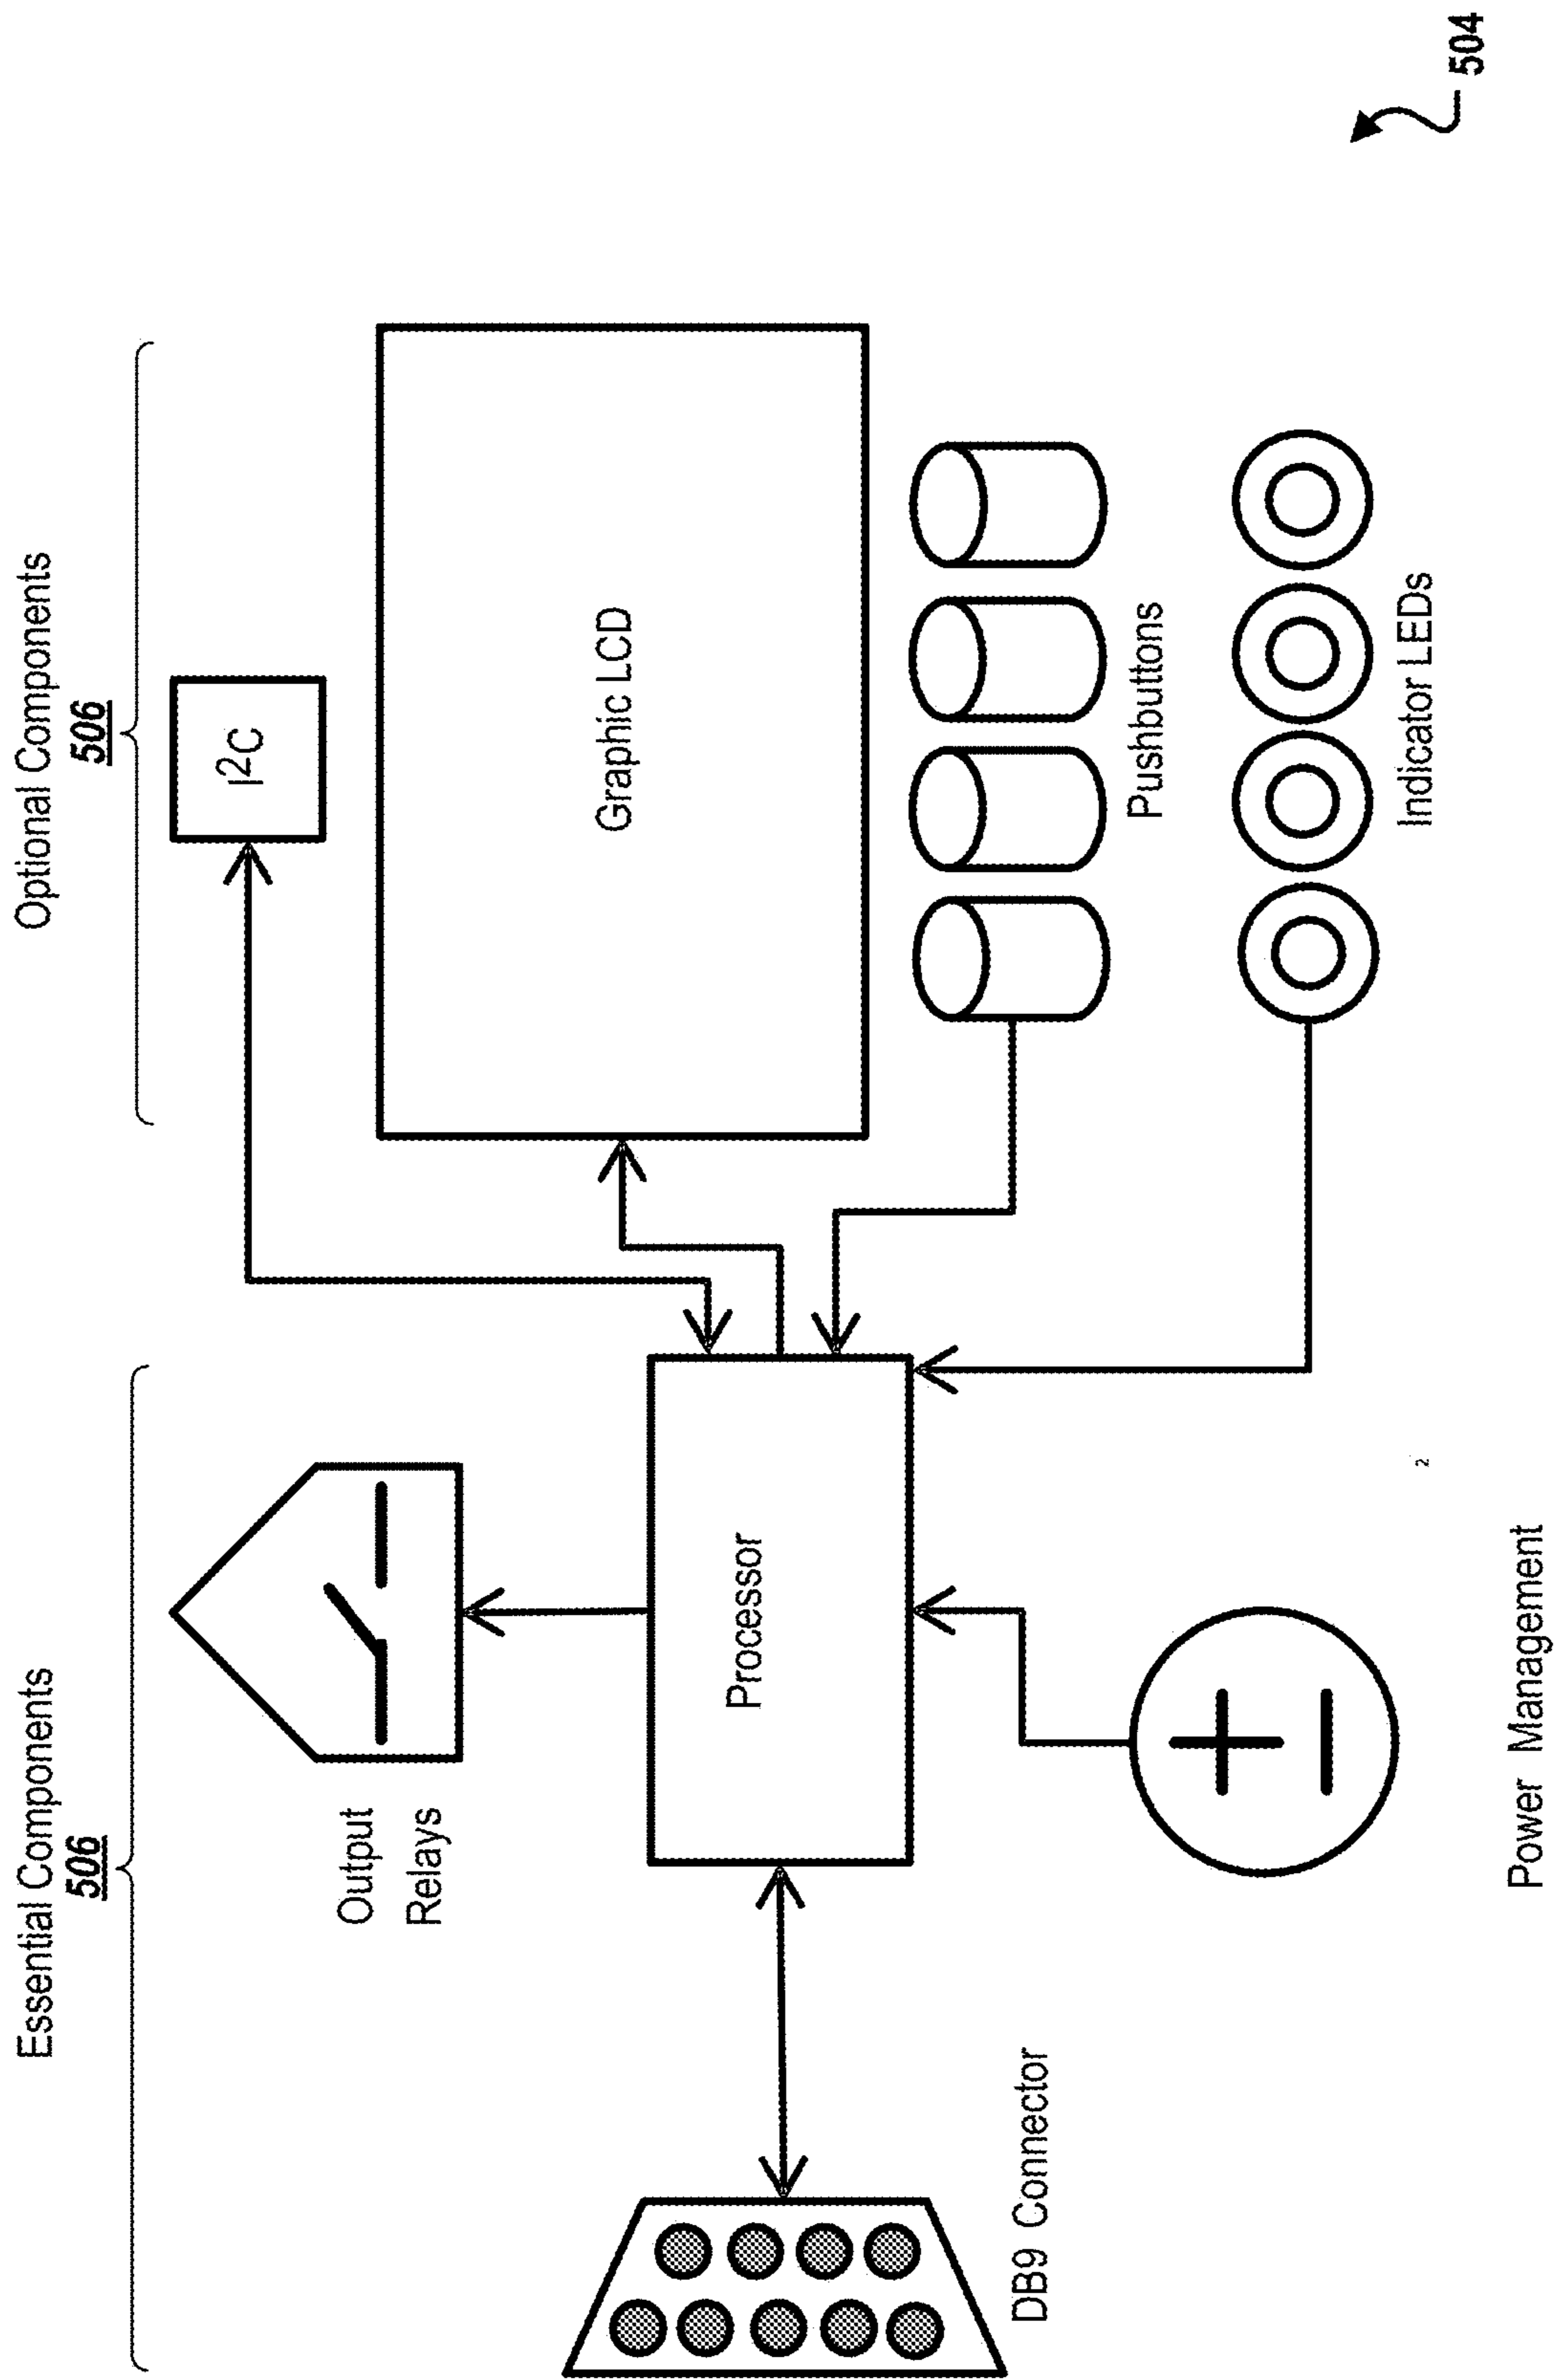 Essential Components
506
Optional Components
506
Output
Relays
I²C
Processor
Graphic LCD
DB9 Connector
Pushbuttons
Power Management
Indicator LEDs
2
504